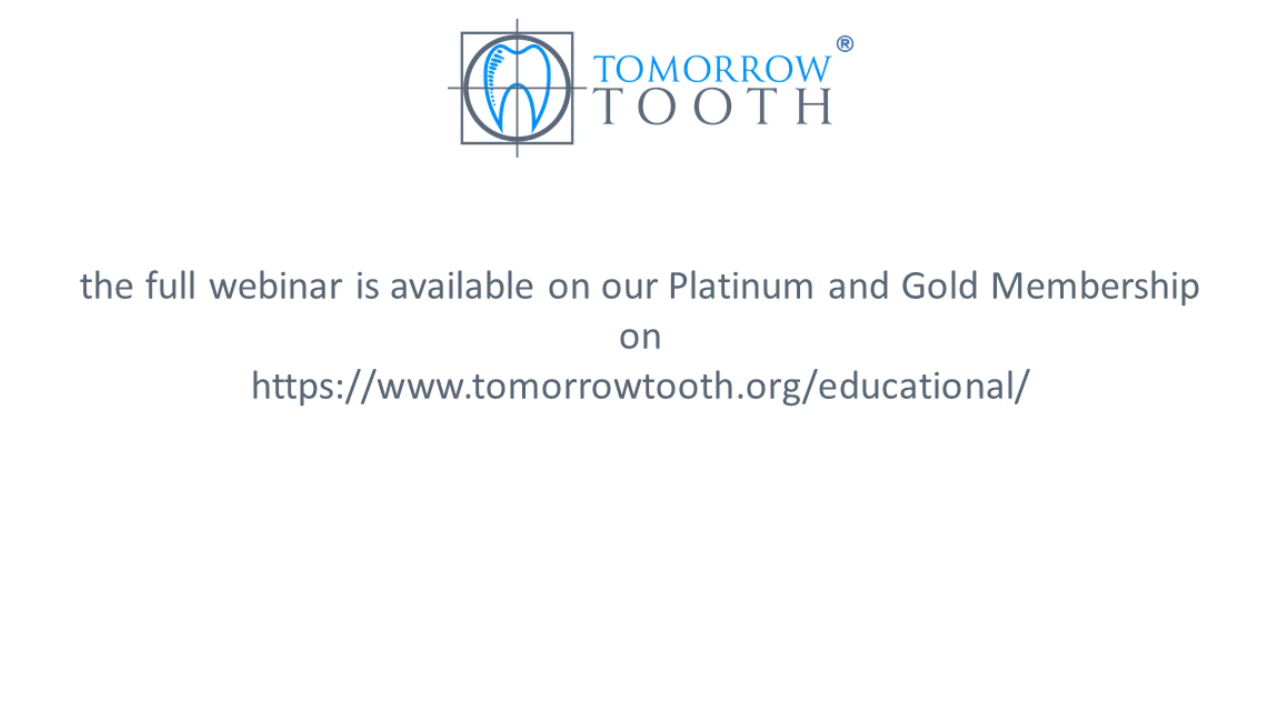 TOMORROW ®
TOOTH
the full webinar is available on our Platinum and Gold Membership
on
https://www.tomorrowtooth.org/educational/